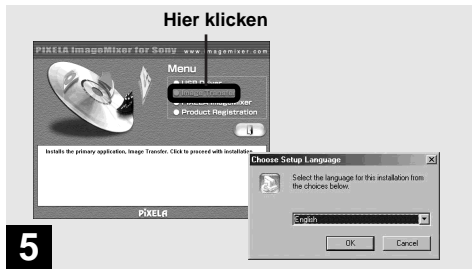 Hier klicken
PIXELA ImageMixer for Sony www.imagemixer.com
Menu
USB Driver
Image Transfer
PIXELA ImageMixer
Product Registration
Installs the primary application, Image Transfer. Click to proceed with installation.
PIXELA
Choose Setup Language
Select the language for this installation from
the choices below.
English
OK Cancel
5